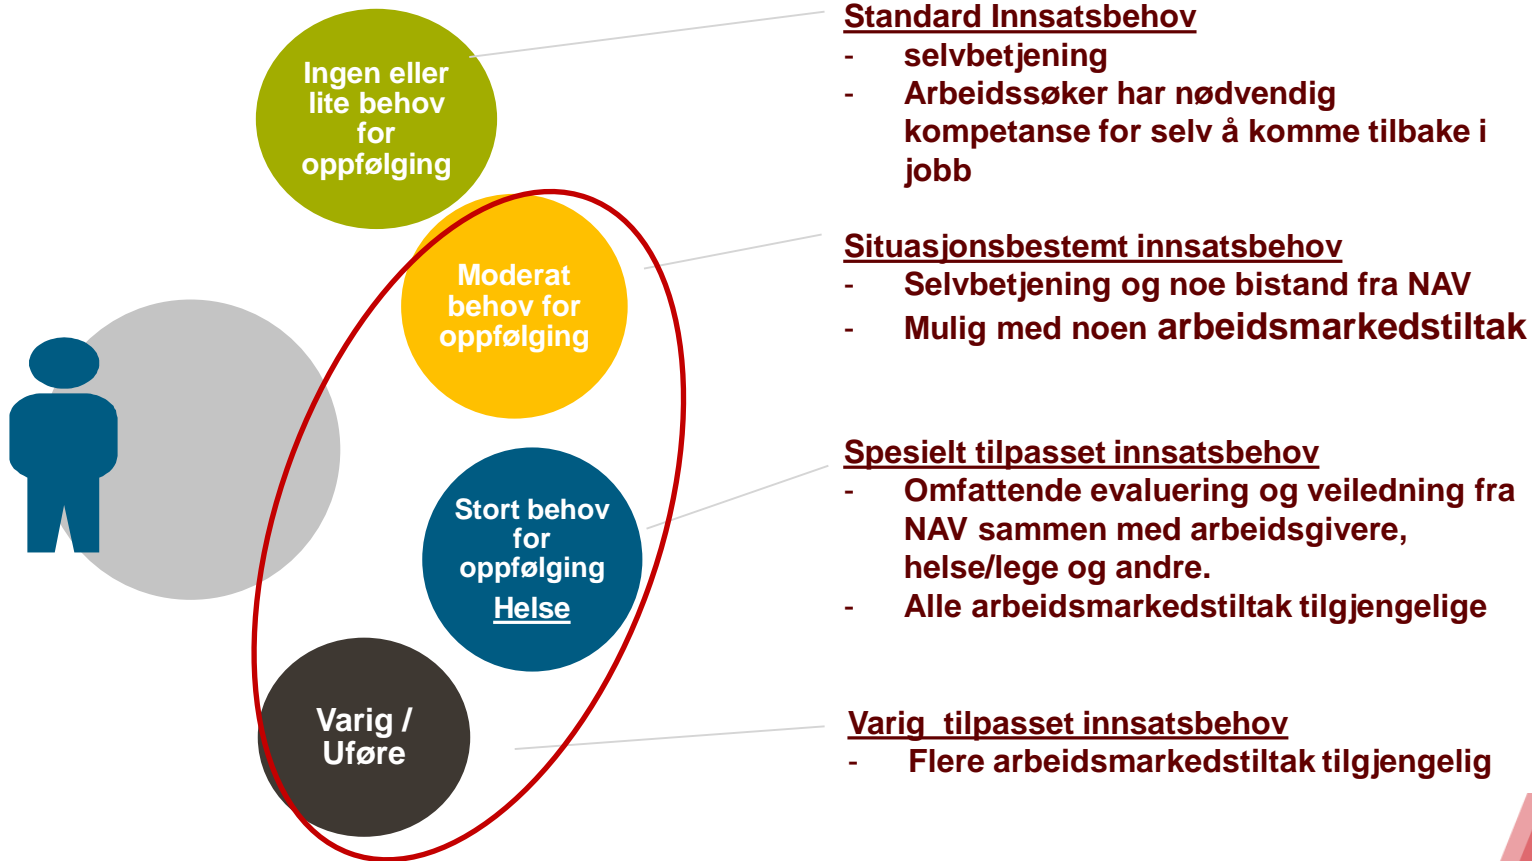 Ingen eller
lite behov
for
oppfølging
Standard Innsatsbehov
- selvbetjening
- Arbeidssøker har nødvendig
kompetanse for selv å komme tilbake i
jobb
Moderat
behov for
oppfølging
Situasjonsbestemt innsatsbehov
- Selvbetjening og noe bistand fra NAV
- Mulig med noen arbeidsmarkedstiltak
Stort behov
for
oppfølging
Helse
Spesielt tilpasset innsatsbehov
- Omfattende evaluering og veiledning fra
NAV sammen med arbeidsgivere,
helse/lege og andre.
- Alle arbeidsmarkedstiltak tilgjengelige
Varig /
Uføre
Varig tilpasset innsatsbehov
- Flere arbeidsmarkedstiltak tilgjengelig